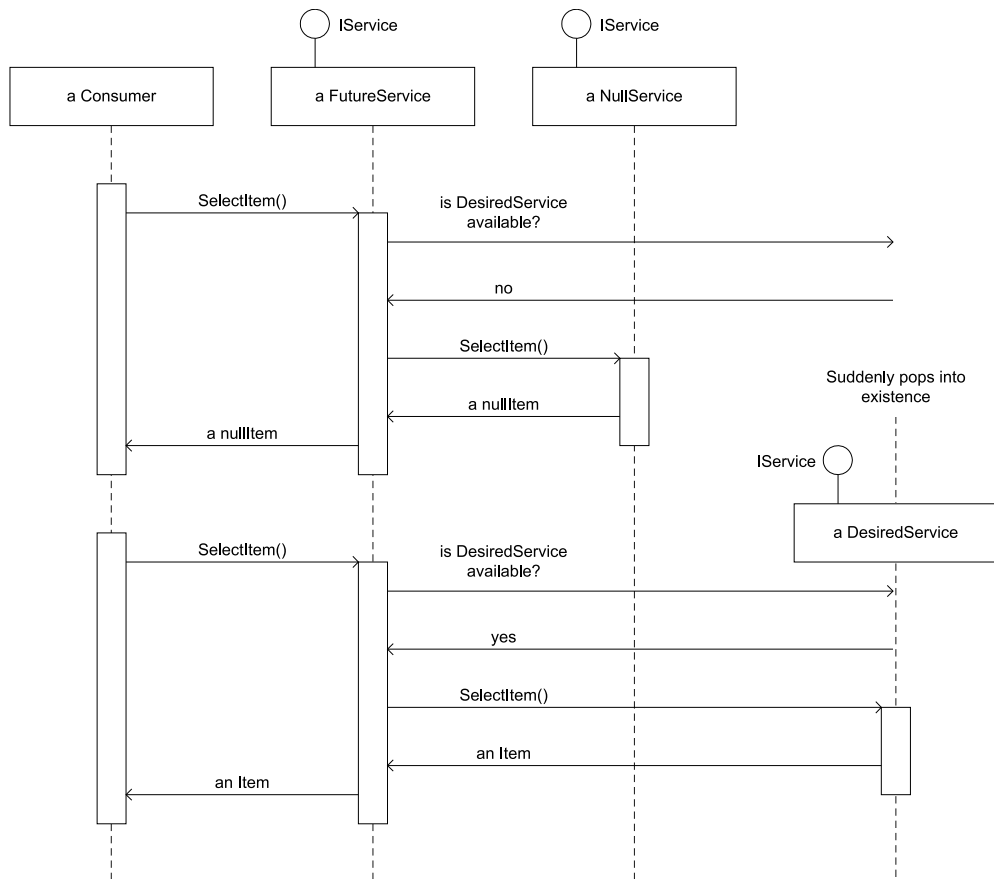 IService
IService
a Consumer
a FutureService
a NullService
SelectItem()
is DesiredService
available?
no
SelectItem()
Suddenly pops into
existence
a nullItem
a nullItem
IService
a DesiredService
SelectItem()
is DesiredService
available?
yes
SelectItem()
an Item
an Item